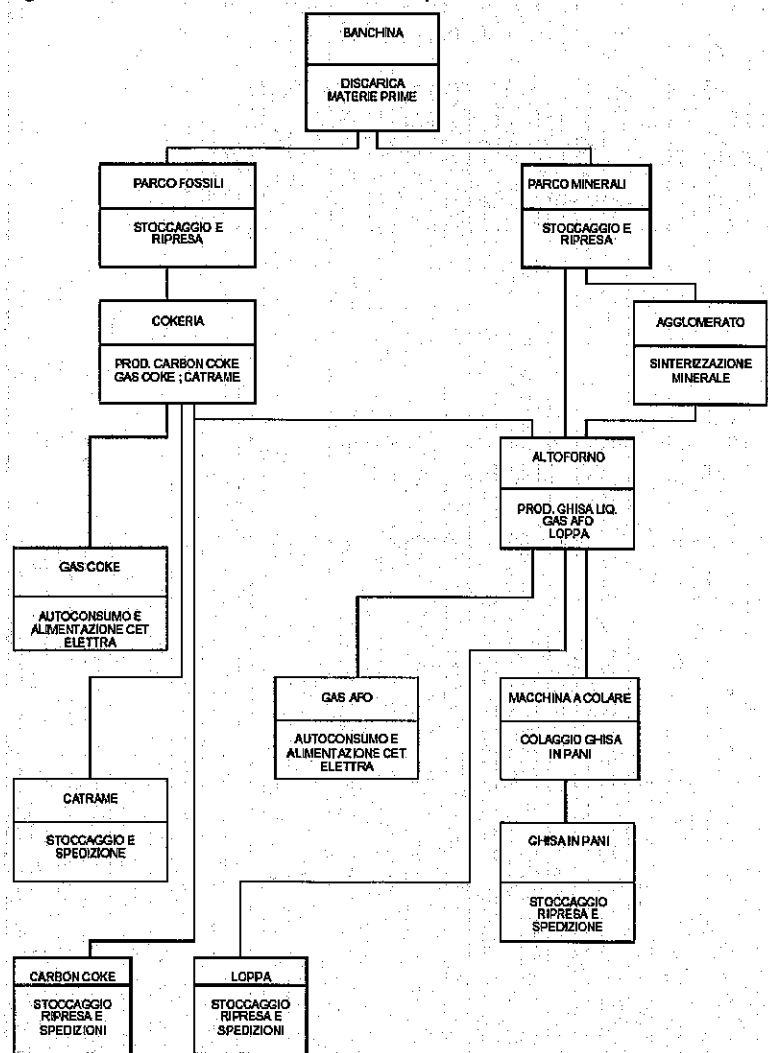 BANCHINA
DISCARICA
MATERIE PRIME
PARCO FOSSILI
STOCCAGGIO E
RIPRESA
PARCO MINERALI
STOCCAGGIO E
RIPRESA
COKERIA
PROD. CARBON COKE
GAS COKE ; CATRAME
AGGLOMERATO
SINTERIZZAZIONE
MINERALE
ALTOFORNO
PROD. GHISA LIQ.
GAS AFO
LOPPA
GAS COKE
AUTOCONSUMO E
ALIMENTAZIONE CET
ELETTRA
GAS AFO
AUTOCONSUMO E
ALIMENTAZIONE CET
ELETTRA
MACCHINA A COLARE
COLAGGIO GHISA
IN PANI
CATRAME
STOCCAGGIO E
SPEDIZIONE
GHISA IN PANI
STOCCAGGIO
RIPRESA E
SPEDIZIONE
CARBON COKE
STOCCAGGIO
RIPRESA E
SPEDIZIONI
LOPPA
STOCCAGGIO
RIPRESA E
SPEDIZIONI